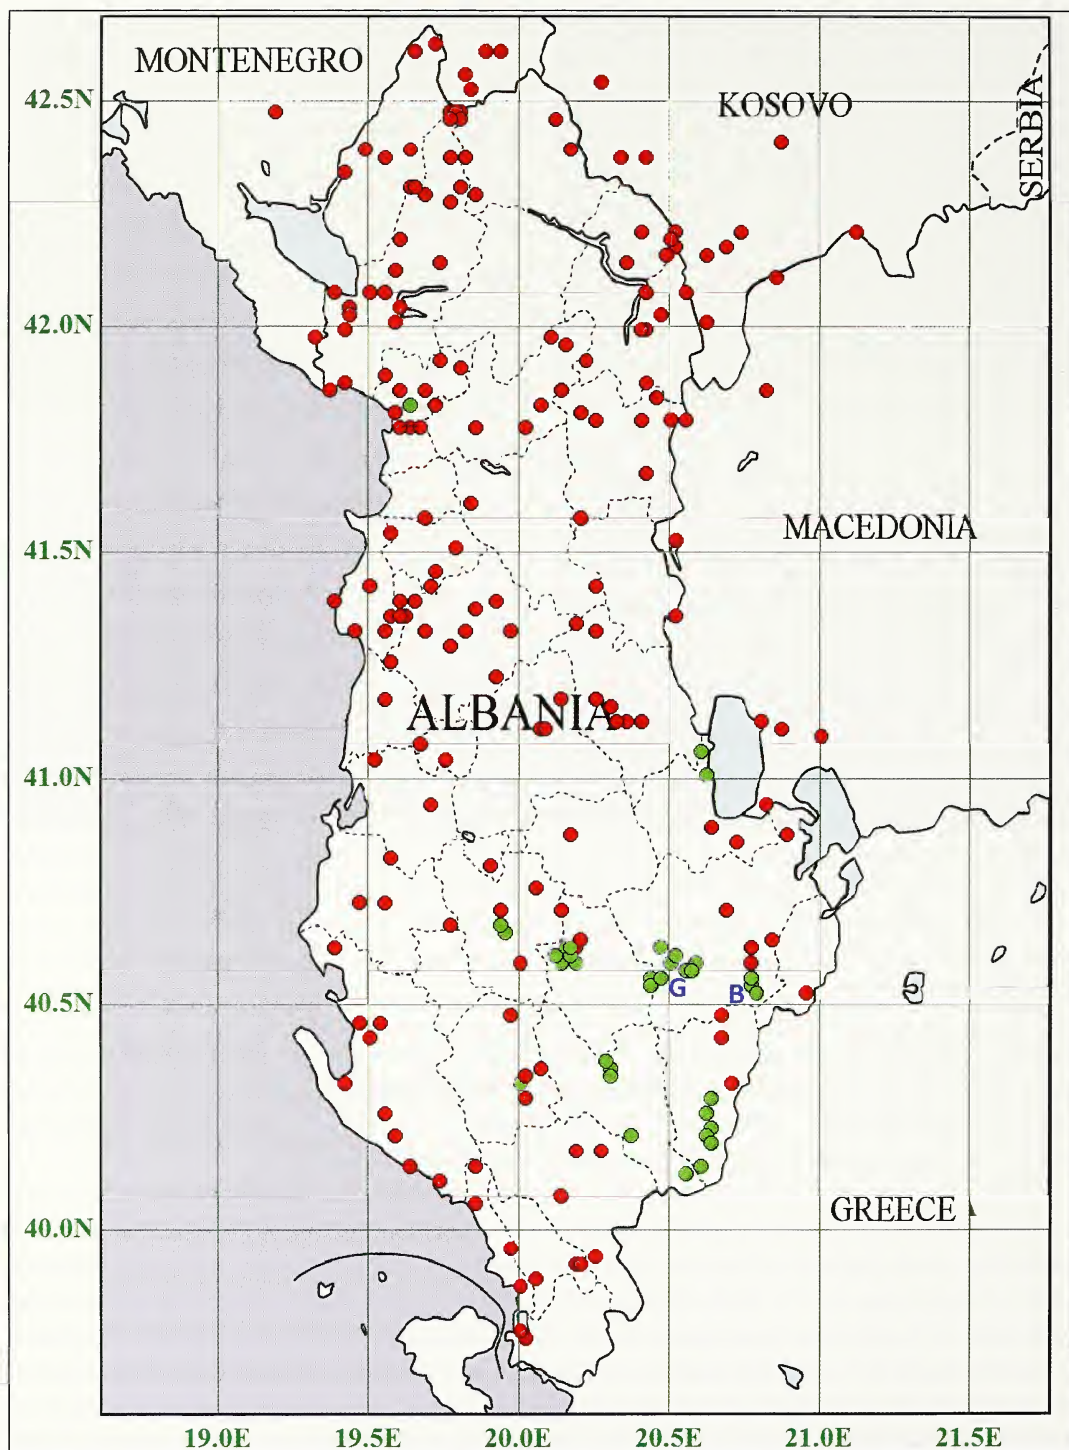 MONTENEGRO
42.5N
KOSOVO
SERBIA
42.0N
MACEDONIA
41.5N
ALBANIA
41.0N
40.5N
G
B
GREECE
40.0N
19.0E 19.5E 20.0E 20.5E 21.0E 21.5E